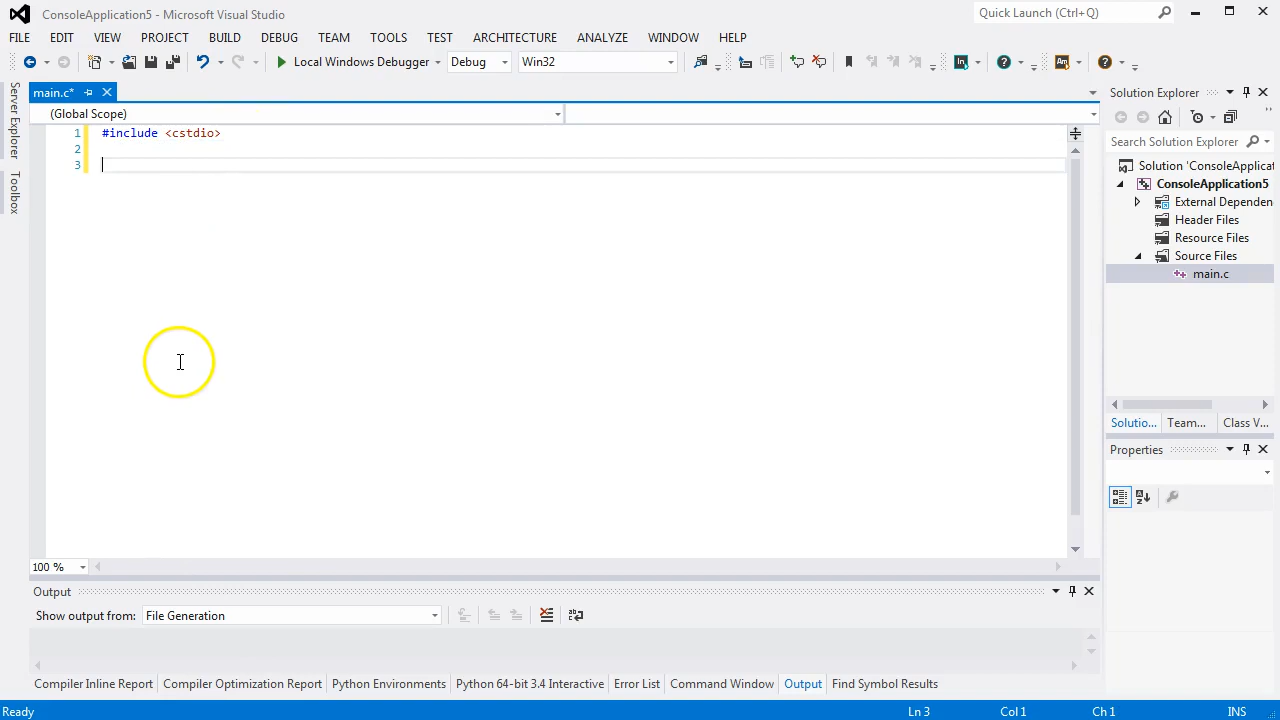 ConsoleApplication5 - Microsoft Visual Studio
Quick Launch (Ctrl+Q)
FILE EDIT VIEW PROJECT BUILD DEBUG TEAM TOOLS TEST ARCHITECTURE ANALYZE WINDOW HELP
Local Windows Debugger Debug Win32
Server Explorer
Toolbox
main.c*
(Global Scope)
1 #include <cstdio>
2
3
100 %
Solution Explorer
Search Solution Explorer
Solution 'ConsoleApplicat
ConsoleApplication5
External Dependen
Header Files
Resource Files
Source Files
main.c
Solutio... Team... Class V...
Properties
Output
Show output from: File Generation
Compiler Inline Report Compiler Optimization Report Python Environments Python 64-bit 3.4 Interactive Error List Command Window Output Find Symbol Results
Ready Ln 3 Col 1 Ch 1 INS